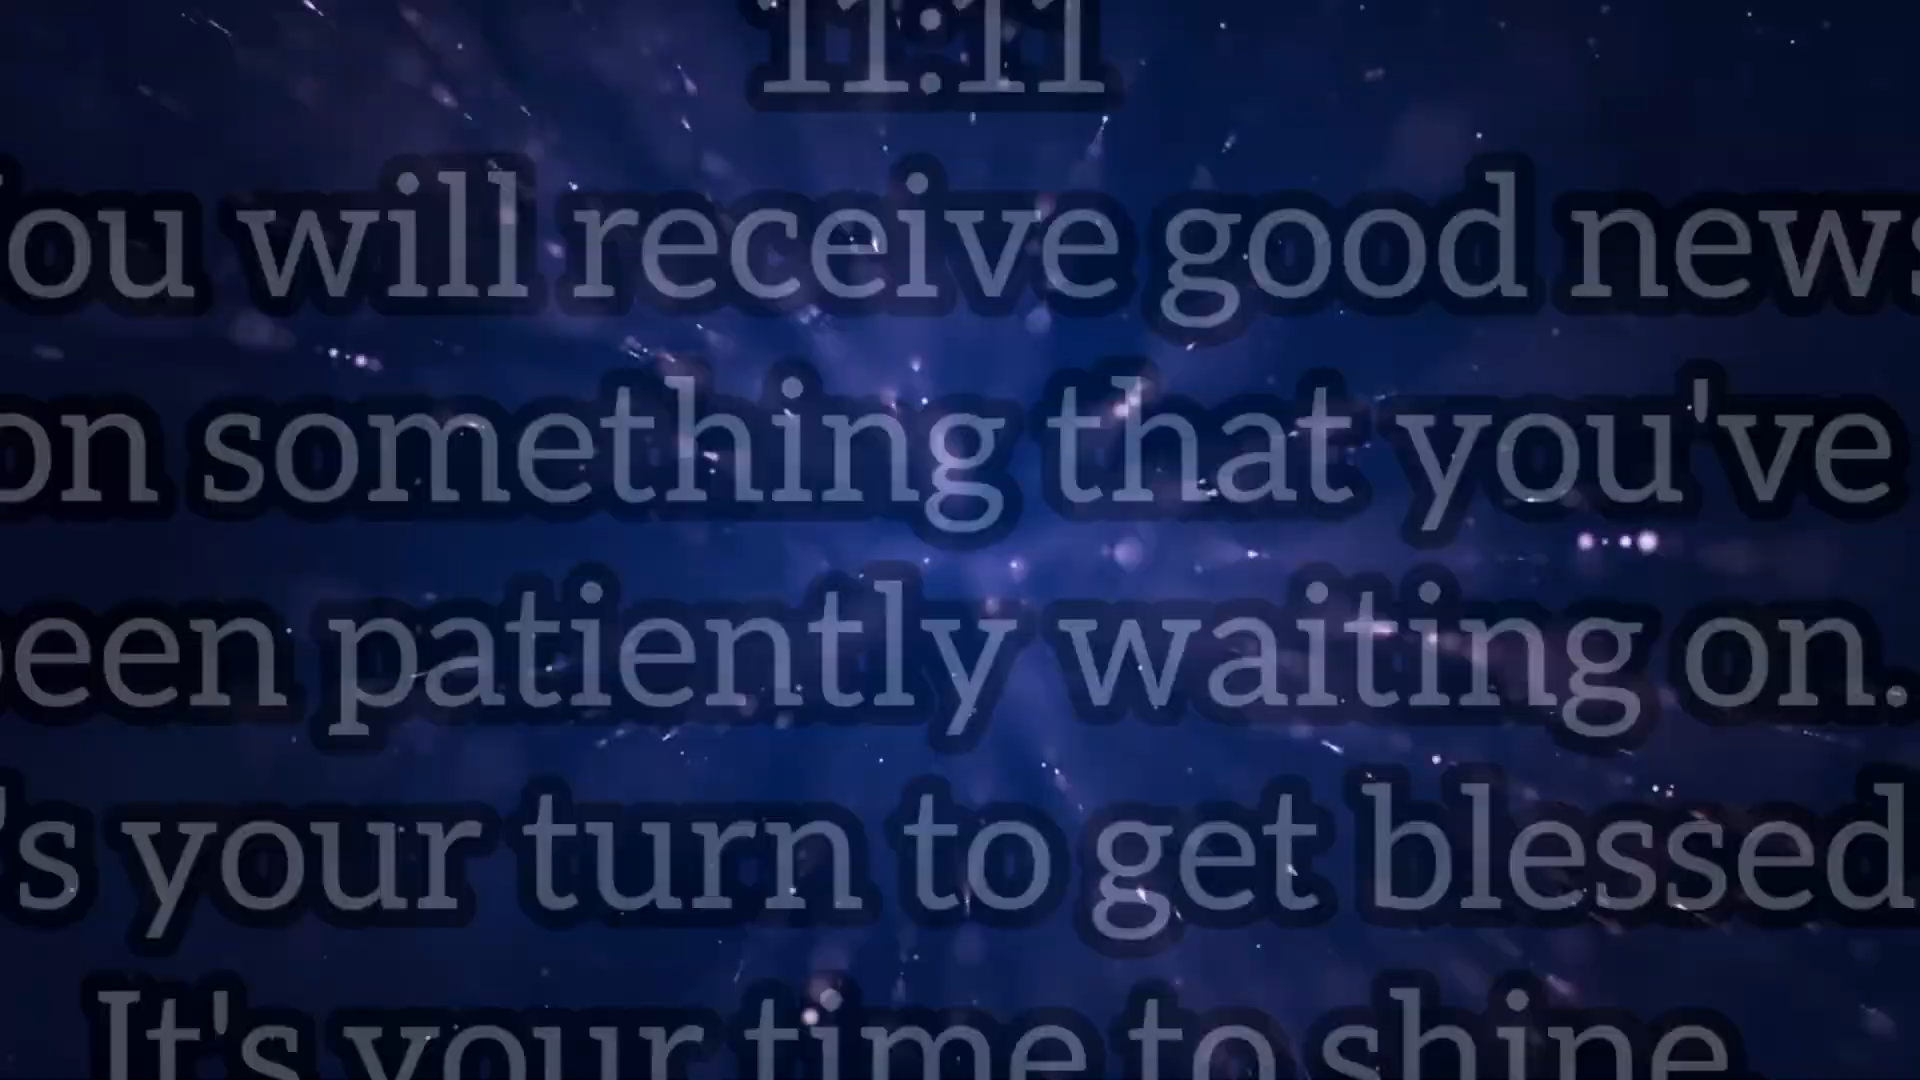 11:11
You will receive good news
on something that you've
been patiently waiting on.
It's your turn to get blessed
It's your time to shine